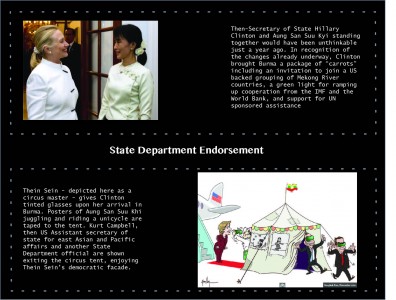 Then-Secretary of State Hillary
Clinton and Aung San Suu Kyi standing
together would have been unthinkable
just a year ago. In recognition of
the changes already underway, Clinton
brought Burma a package of "carrots"
including an invitation to join a US
backed grouping of Mekong River
countries, a green light for ramping
up cooperation from the IMF and the
World Bank, and support for UN
sponsored assistance
State Department Endorsement
Thein Sein - depicted here as a
circus master - gives Clinton
tinted glasses upon her arrival in
Burma. Posters of Aung San Suu Khi
juggling and riding a unicycle are
taped to the tent. Kurt Campbell,
then US Assistant secretary of
state for east Asian and Pacific
affairs and another State
Department official are shown
exiting the circus tent, enjoying
Thein Sein's democratic facade.